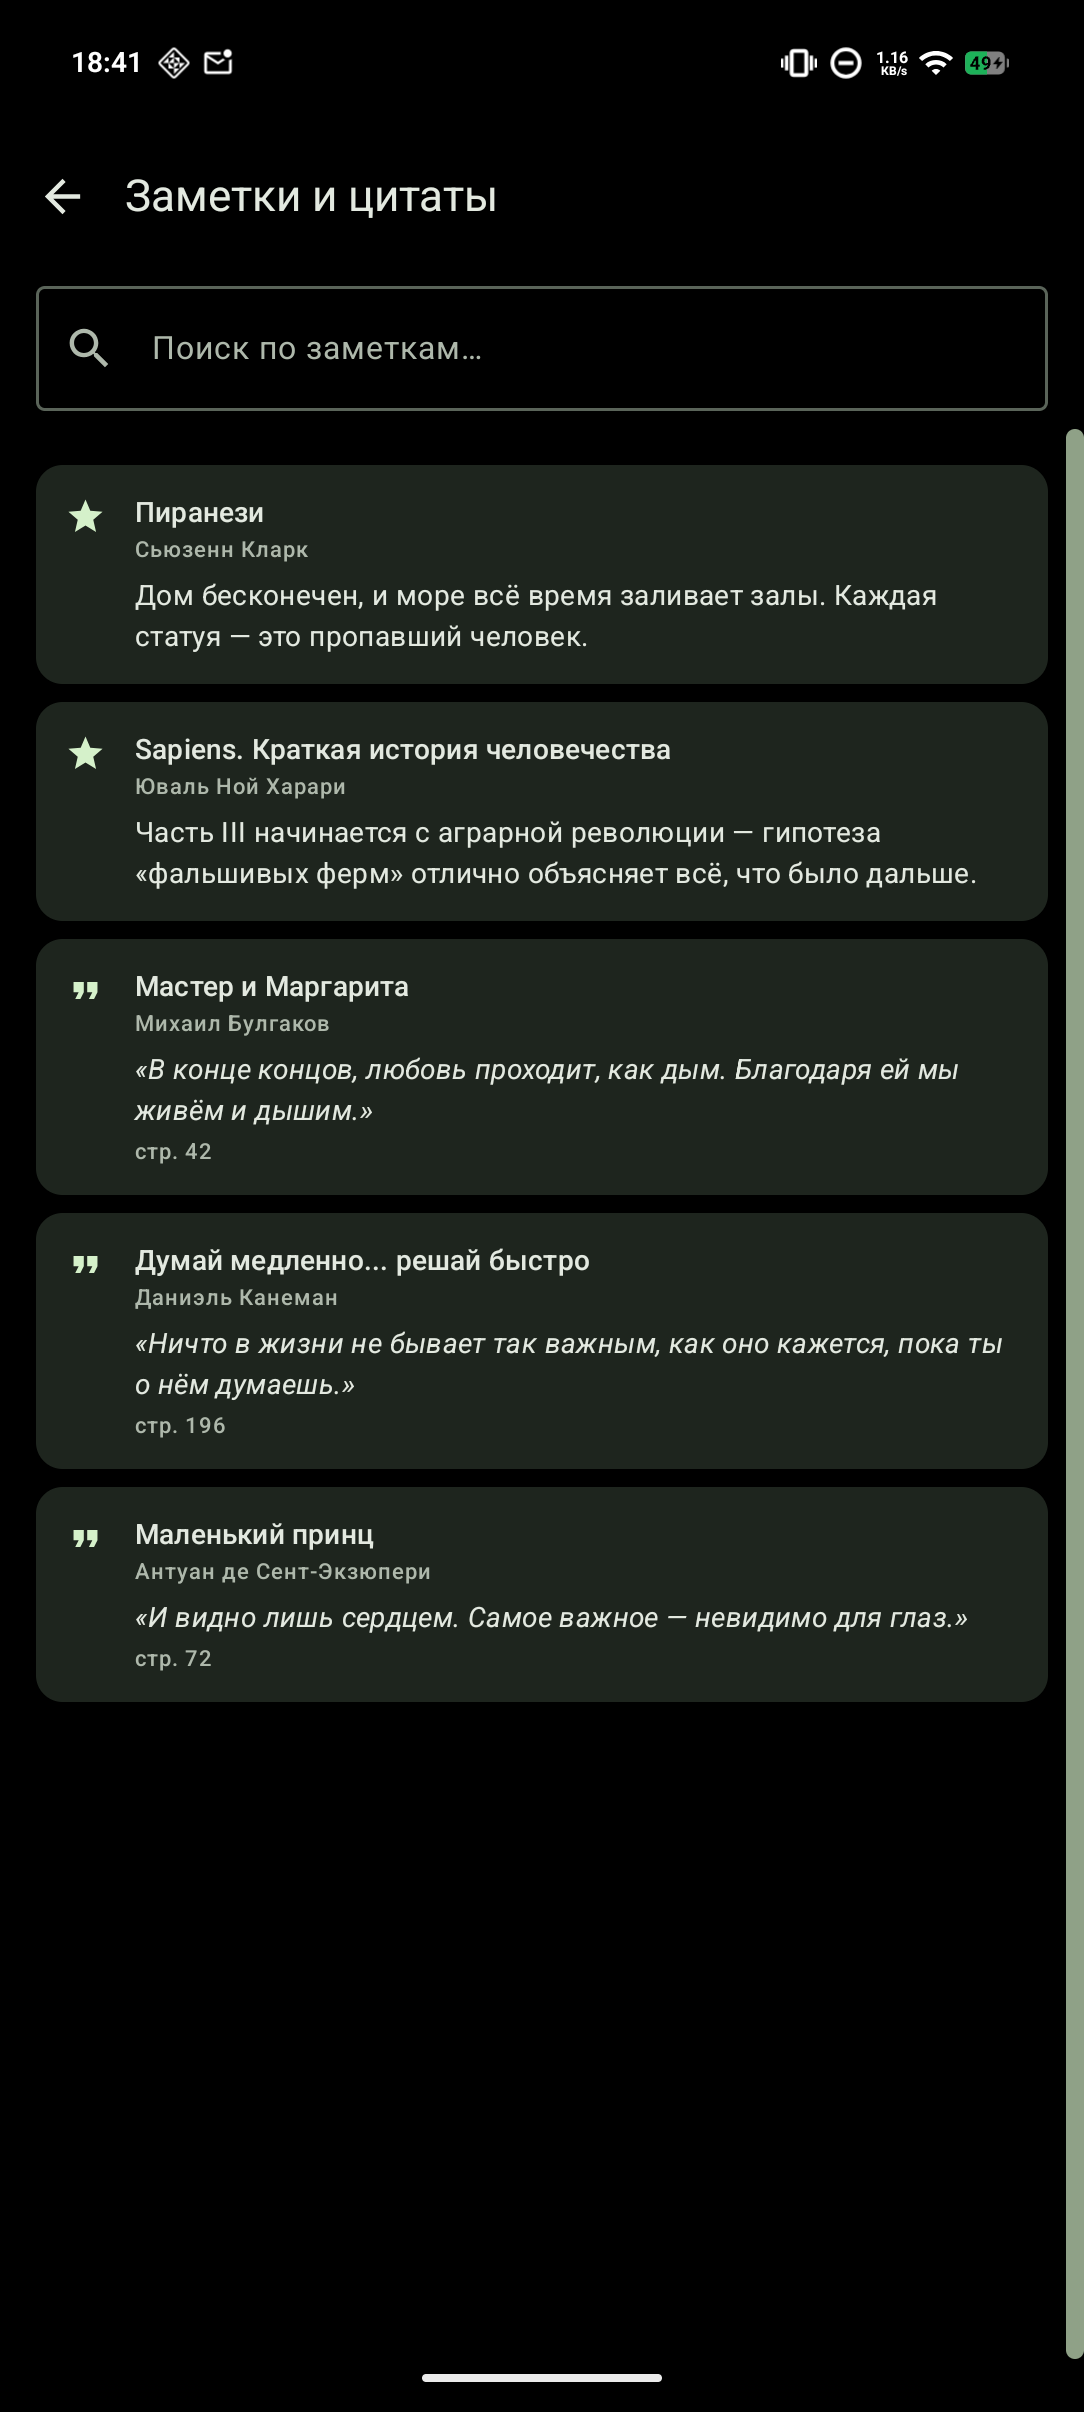 18:41
1.16
KB/s
49
Заметки и цитаты
Поиск по заметкам…
Пиранези
Сьюзенн Кларк
Дом бесконечен, и море всё время заливает залы. Каждая
статуя — это пропавший человек.
Sapiens. Краткая история человечества
Юваль Ной Харари
Часть III начинается с аграрной революции — гипотеза
«фальшивых ферм» отлично объясняет всё, что было дальше.
Мастер и Маргарита
Михаил Булгаков
«В конце концов, любовь проходит, как дым. Благодаря ей мы
живём и дышим.»
стр. 42
Думай медленно... решай быстро
Даниэль Канеман
«Ничто в жизни не бывает так важным, как оно кажется, пока ты
о нём думаешь.»
стр. 196
Маленький принц
Антуан де Сент-Экзюпери
«И видно лишь сердцем. Самое важное — невидимо для глаз.»
стр. 72